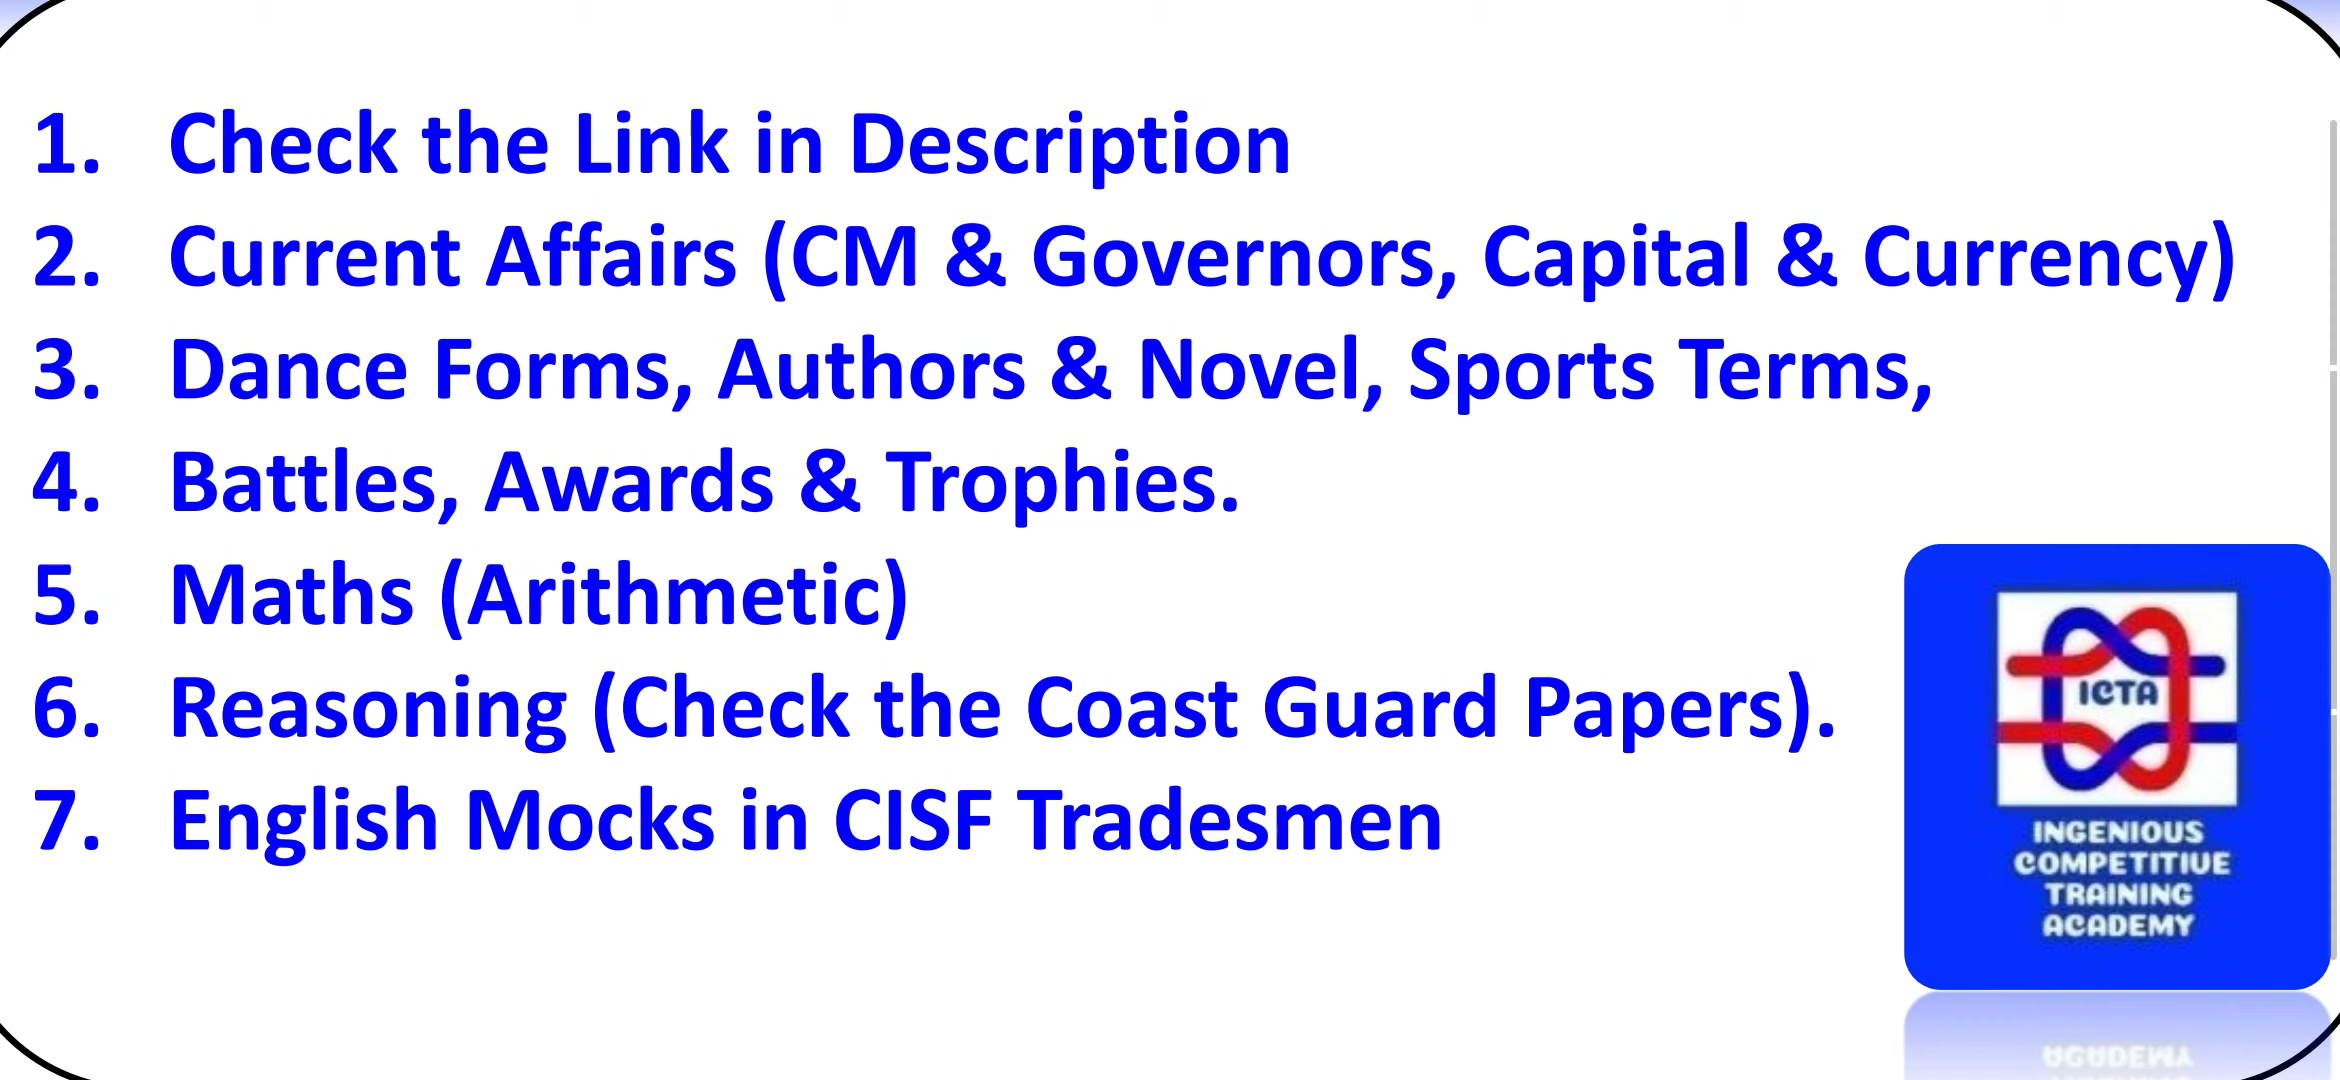 1. Check the Link in Description
2. Current Affairs (CM & Governors, Capital & Currency)
3. Dance Forms, Authors & Novel, Sports Terms,
4. Battles, Awards & Trophies.
5. Maths (Arithmetic)
6. Reasoning (Check the Coast Guard Papers).
7. English Mocks in CISF Tradesmen
ICTA
INGENIOUS
COMPETITIVE
TRAINING
ACADEMY